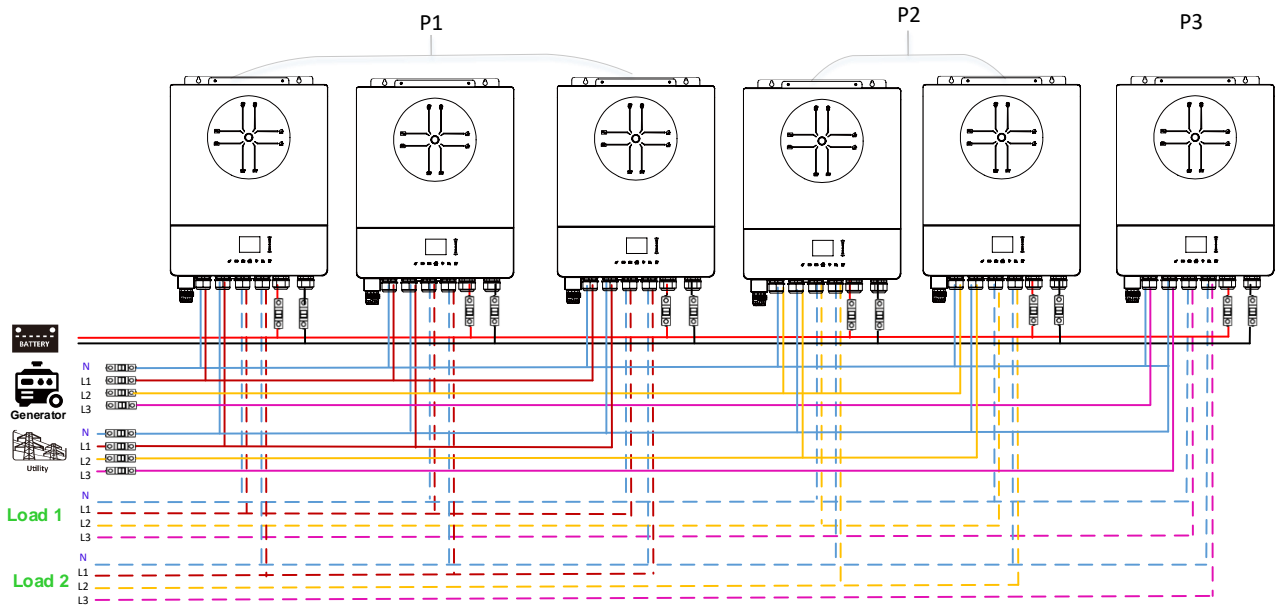 P1
P2
P3
BATTERY
N
L1
L2
L3
Generator
N
L1
L2
L3
Utility
N
L1
L2
L3
Load 1
N
L1
L2
L3
Load 2